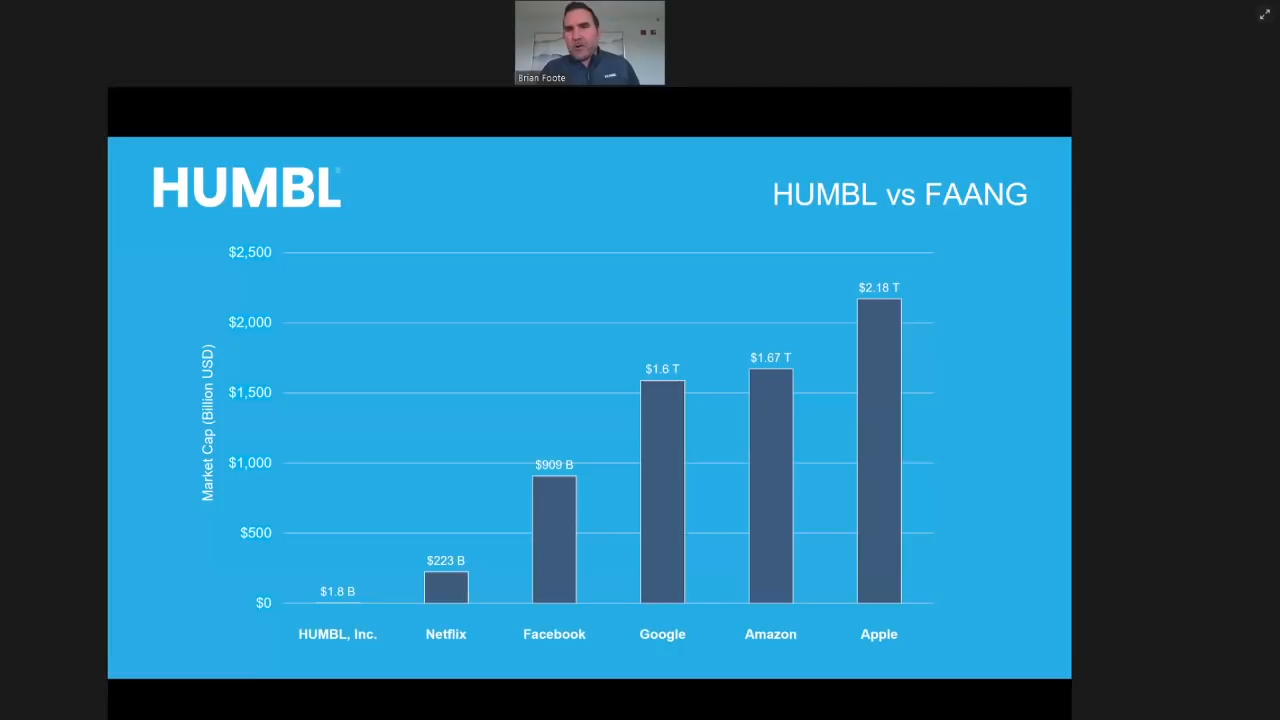 Brian Foote
HUMBL
HUMBL vs FAANG
Market Cap (Billion USD)
$2,500
$2,000
$1,500
$1,000
$500
$0
$1.8 B
$223 B
$909 B
$1.6 T
$1.67 T
$2.18 T
HUMBL, Inc.
Netflix
Facebook
Google
Amazon
Apple